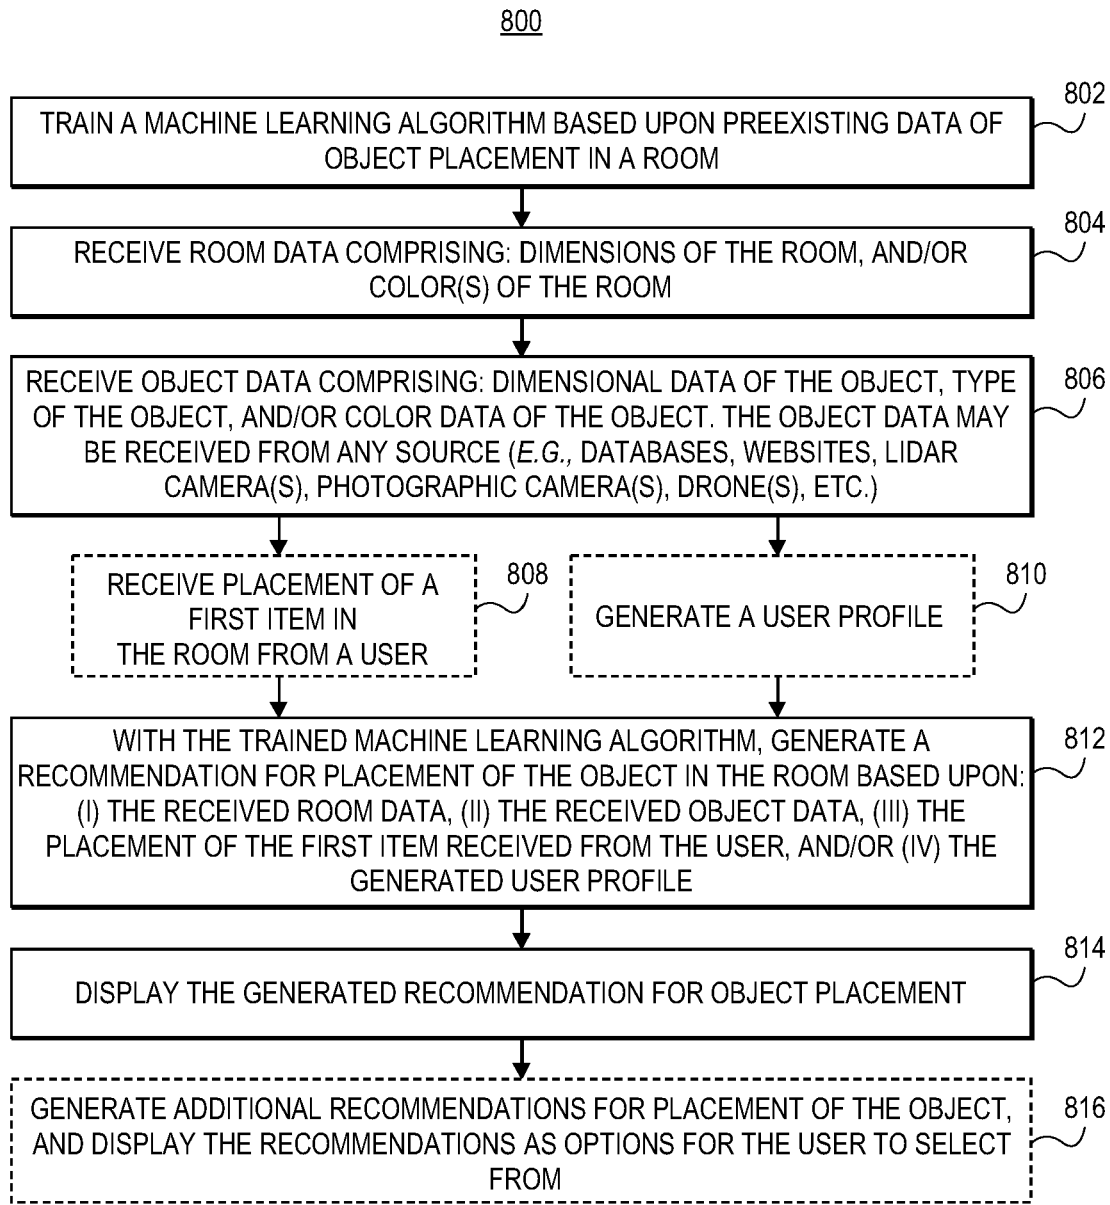 800
802
TRAIN A MACHINE LEARNING ALGORITHM BASED UPON PREEXISTING DATA OF
OBJECT PLACEMENT IN A ROOM
804
RECEIVE ROOM DATA COMPRISING: DIMENSIONS OF THE ROOM, AND/OR
COLOR(S) OF THE ROOM
806
RECEIVE OBJECT DATA COMPRISING: DIMENSIONAL DATA OF THE OBJECT, TYPE
OF THE OBJECT, AND/OR COLOR DATA OF THE OBJECT. THE OBJECT DATA MAY
BE RECEIVED FROM ANY SOURCE (E.G., DATABASES, WEBSITES, LIDAR
CAMERA(S), PHOTOGRAPHIC CAMERA(S), DRONE(S), ETC.)
808
RECEIVE PLACEMENT OF A
FIRST ITEM IN
THE ROOM FROM A USER
810
GENERATE A USER PROFILE
812
WITH THE TRAINED MACHINE LEARNING ALGORITHM, GENERATE A
RECOMMENDATION FOR PLACEMENT OF THE OBJECT IN THE ROOM BASED UPON:
(I) THE RECEIVED ROOM DATA, (II) THE RECEIVED OBJECT DATA, (III) THE
PLACEMENT OF THE FIRST ITEM RECEIVED FROM THE USER, AND/OR (IV) THE
GENERATED USER PROFILE
814
DISPLAY THE GENERATED RECOMMENDATION FOR OBJECT PLACEMENT
816
GENERATE ADDITIONAL RECOMMENDATIONS FOR PLACEMENT OF THE OBJECT,
AND DISPLAY THE RECOMMENDATIONS AS OPTIONS FOR THE USER TO SELECT
FROM